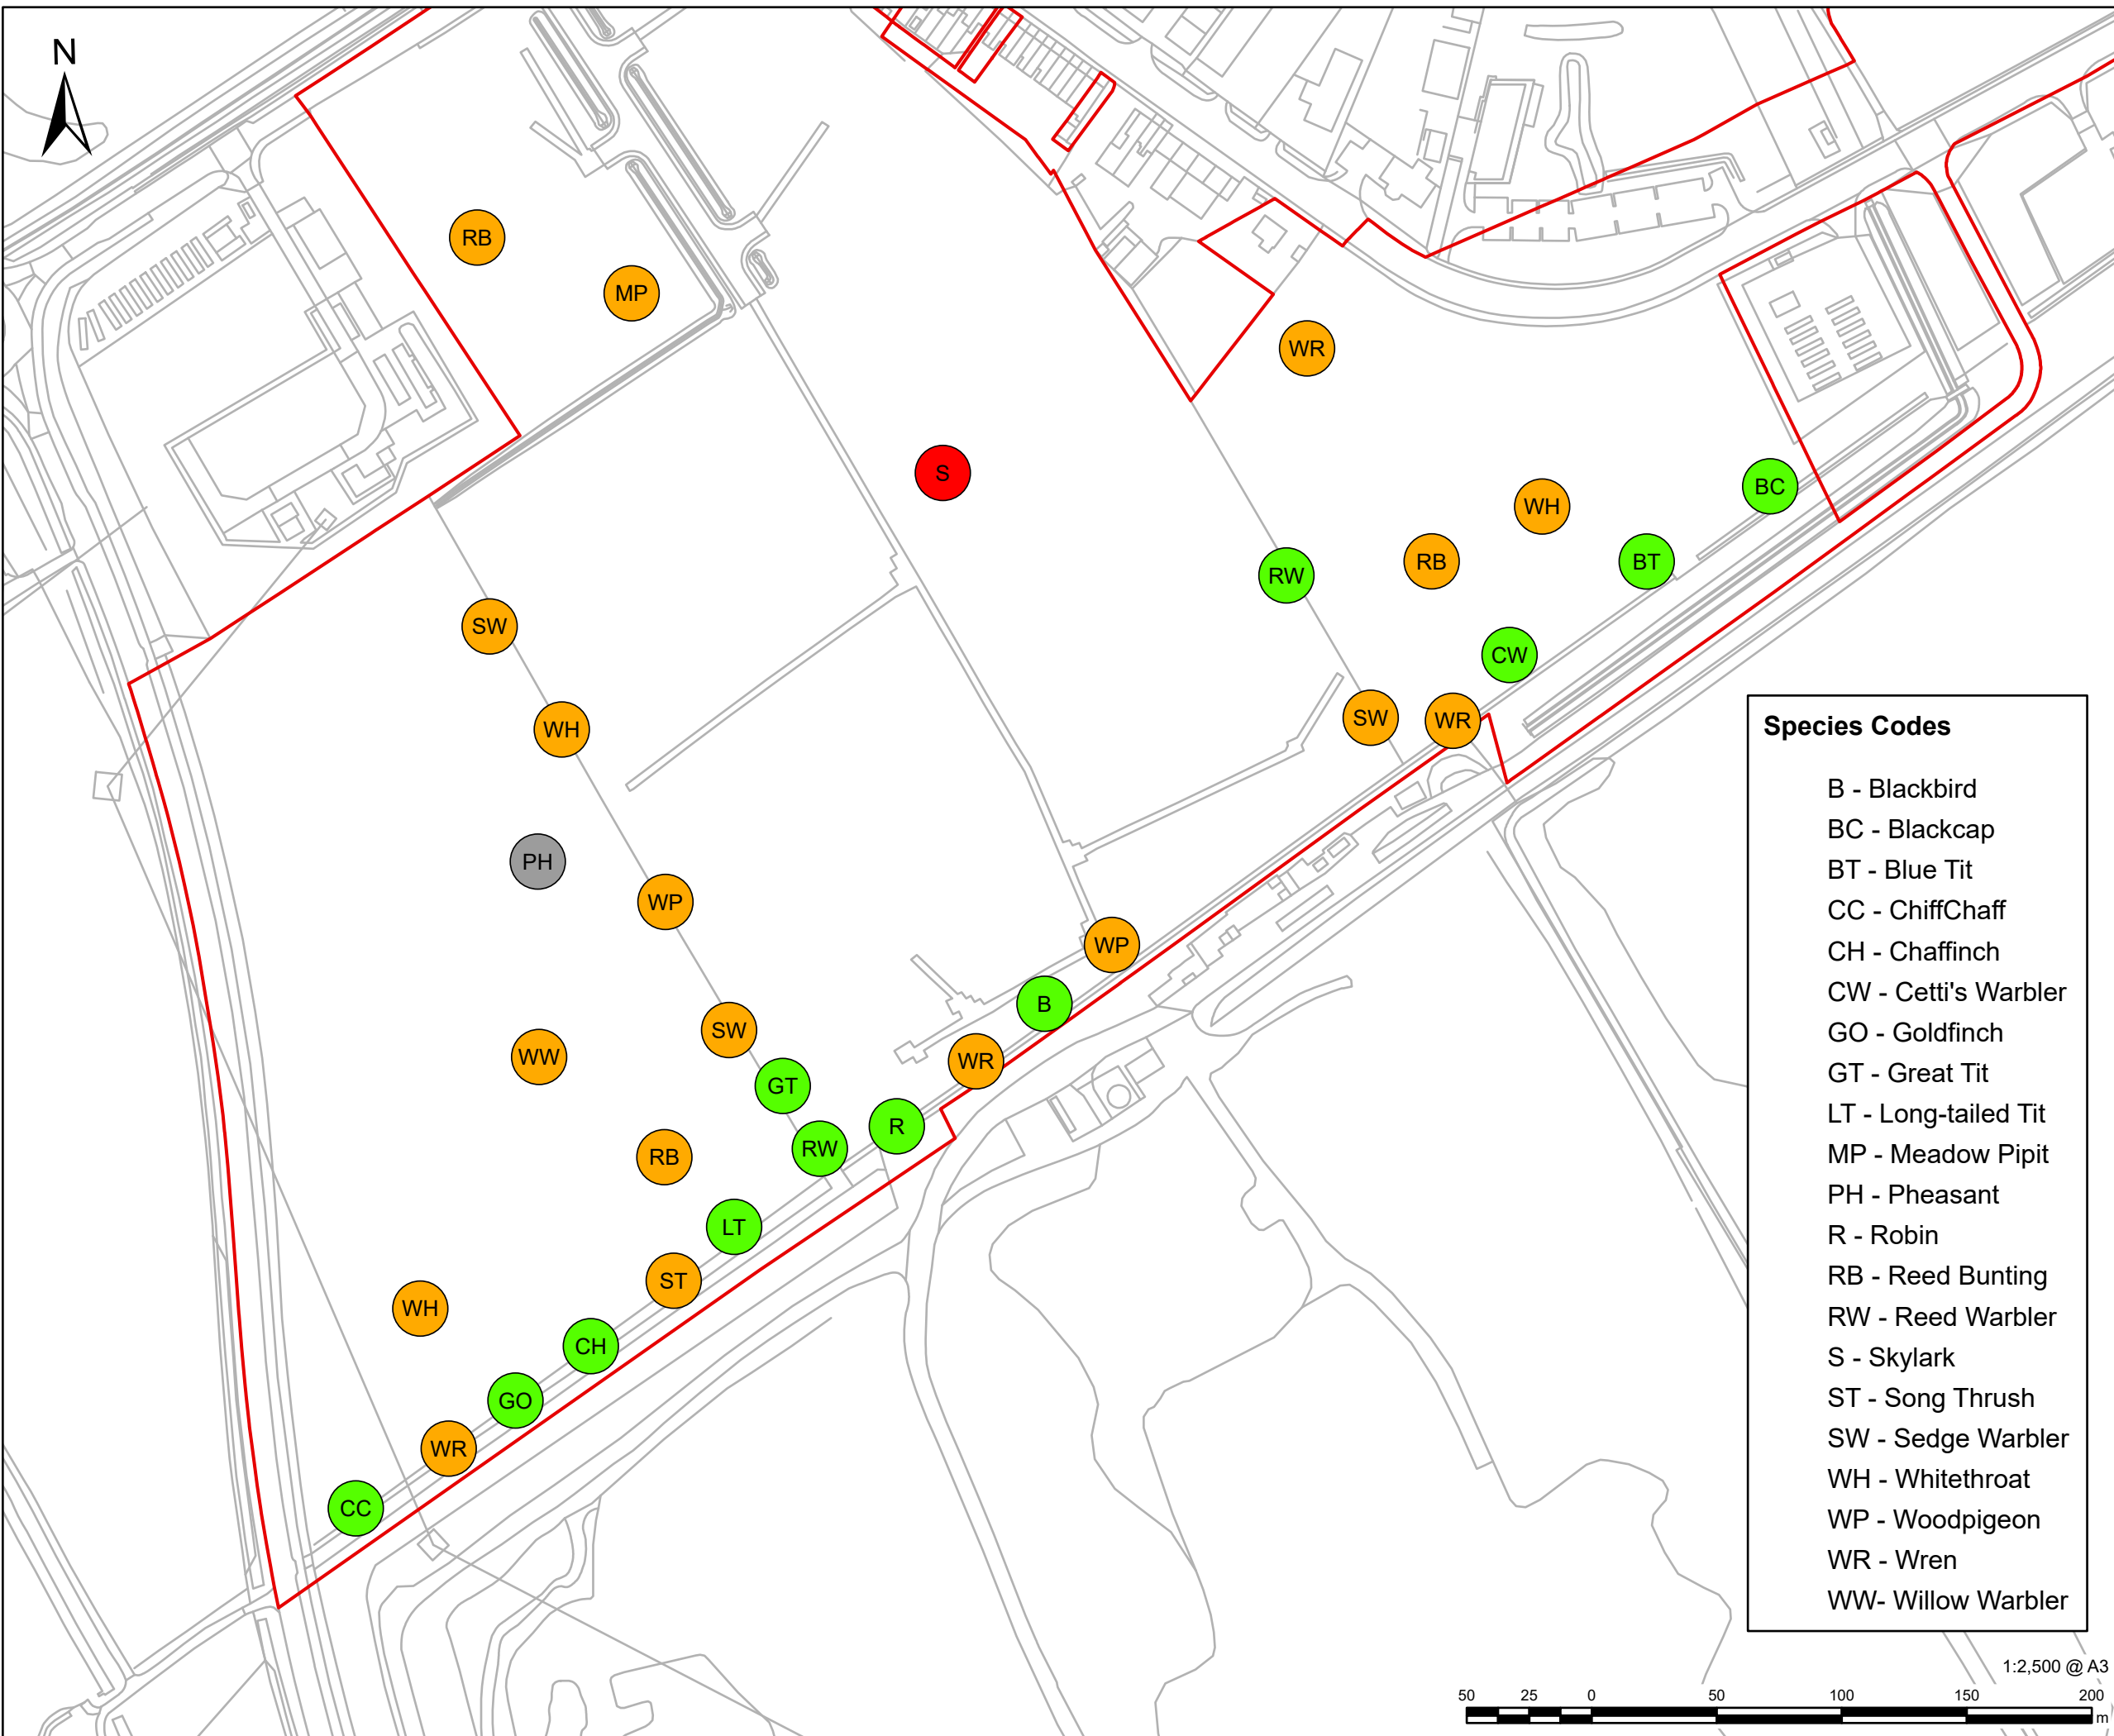 N
RB
MP
WR
S
BC
WH
RB
BT
RW
SW
CW
SW
WR
WH
PH
WP
WP
B
SW
WW
WR
GT
R
RW
RB
LT
ST
WH
CH
GO
WR
CC
Species Codes
B - Blackbird
BC - Blackcap
BT - Blue Tit
CC - ChiffChaff
CH - Chaffinch
CW - Cetti's Warbler
GO - Goldfinch
GT - Great Tit
LT - Long-tailed Tit
MP - Meadow Pipit
PH - Pheasant
R - Robin
RB - Reed Bunting
RW - Reed Warbler
S - Skylark
ST - Song Thrush
SW - Sedge Warbler
WH - Whitethroat
WP - Woodpigeon
WR - Wren
WW- Willow Warbler
1:2,500 @ A3
50 25 0 50 100 150 200
m